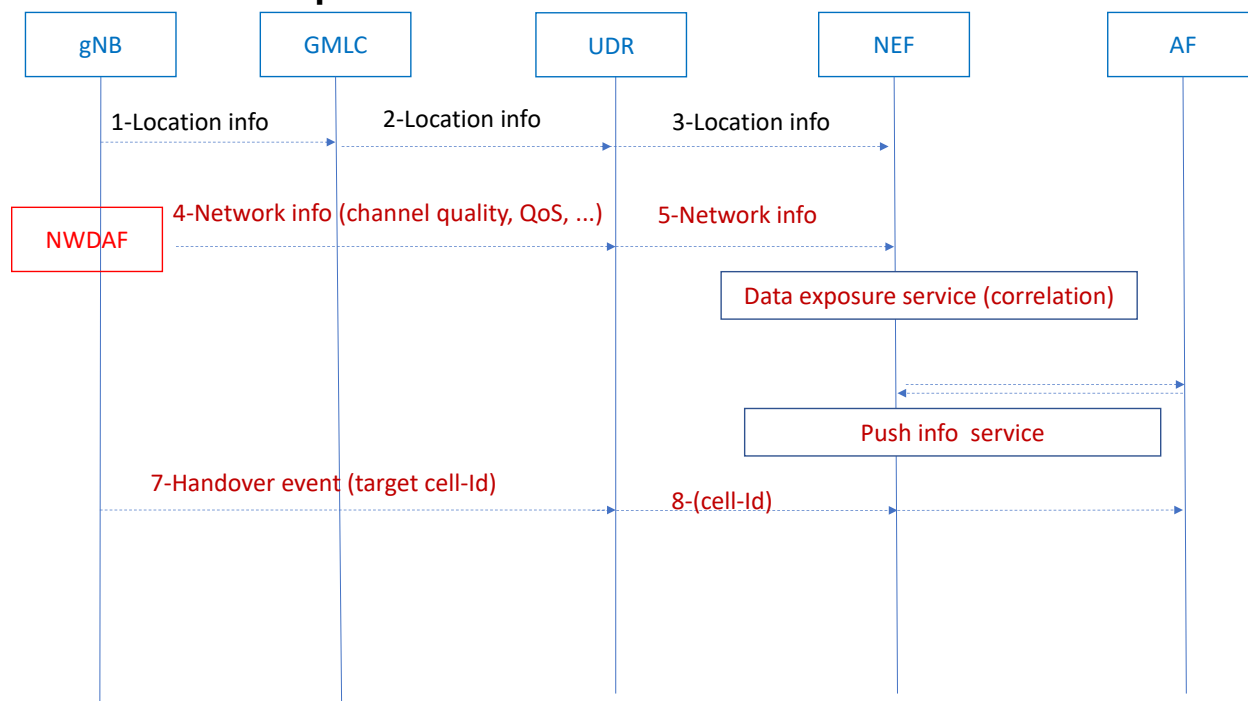 gNB
GMLC
UDR
NEF
AF
1-Location info
2-Location info
3-Location info
4-Network info (channel quality, QoS, ...)
5-Network info
NWDAF
Data exposure service (correlation)
Push info service
7-Handover event (target cell-Id)
8-(cell-Id)